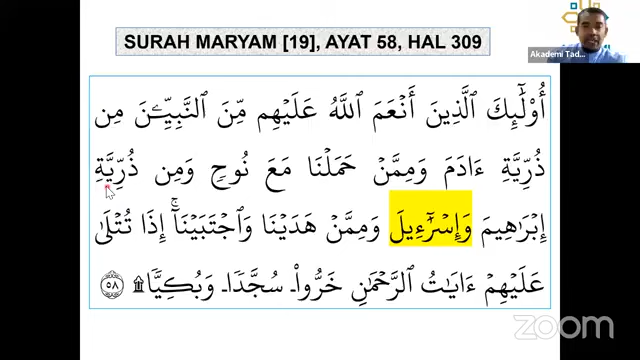 SURAH MARYAM [19], AYAT 58, HAL 309
Akademi Tad...
أُوْلَٰٓئِكَ ٱلَّذِينَ أَنۡعَمَ ٱللَّهُ عَلَيۡهِم مِّنَ ٱلنَّبِيِّـۧنَ مِن
ذُرِّيَّةِ ءَادَمَ وَمِمَّنۡ حَمَلۡنَا مَعَ نُوحٖ وَمِن ذُرِّيَّةِ
إِبۡرَٰهِيمَ وَإِسۡرَٰٓءِيلَ وَمِمَّنۡ هَدَيۡنَا وَٱجۡتَبَيۡنَآۚ إِذَا تُتۡلَىٰ
عَلَيۡهِمۡ ءَايَٰتُ ٱلرَّحۡمَٰنِ خَرُّواْۤ سُجَّدٗاۤ وَبُكِيّٗا۩ ٥٨
zoom